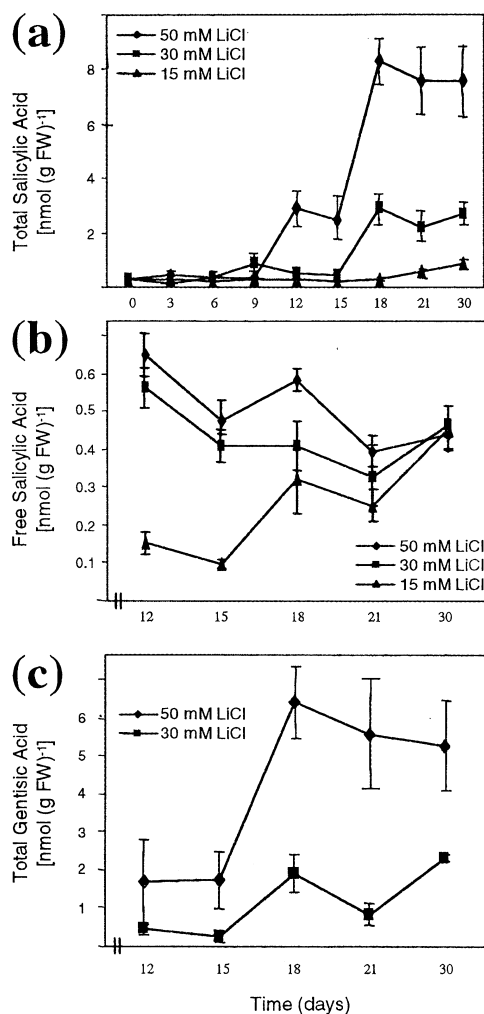 (a)
50 mM LiCl
30 mM LiCl
15 mM LiCl
Total Salicylic Acid
[nmol (g FW)-1]
8
6
4
2
0 3 6 9 12 15 18 21 30
(b)
Free Salicylic Acid
[nmol (g FW)-1]
0.6
0.5
0.4
0.3
0.2
0.1
50 mM LiCl
30 mM LiCl
15 mM LiCl
12 15 18 21 30
(c)
50 mM LiCl
30 mM LiCl
Total Gentisic Acid
[nmol (g FW)-1]
6
5
4
3
2
1
12 15 18 21 30
Time (days)